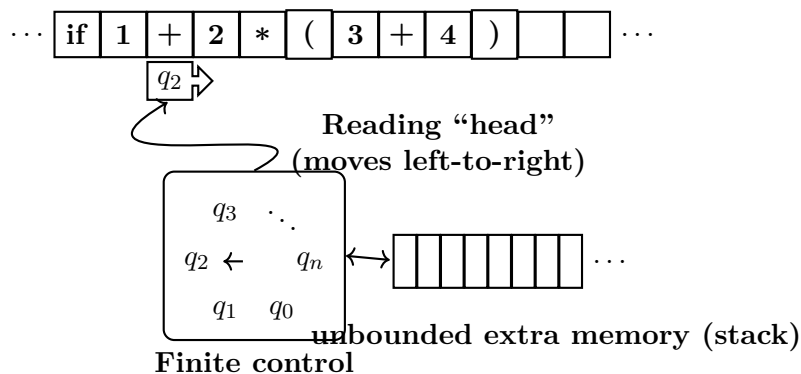 ··· if 1 + 2 * ( 3 + 4 ) ···
q₂
Reading “head”
(moves left-to-right)
q₃ ⋱
q₂ ← qₙ ···
q₁ q₀
unbounded extra memory (stack)
Finite control